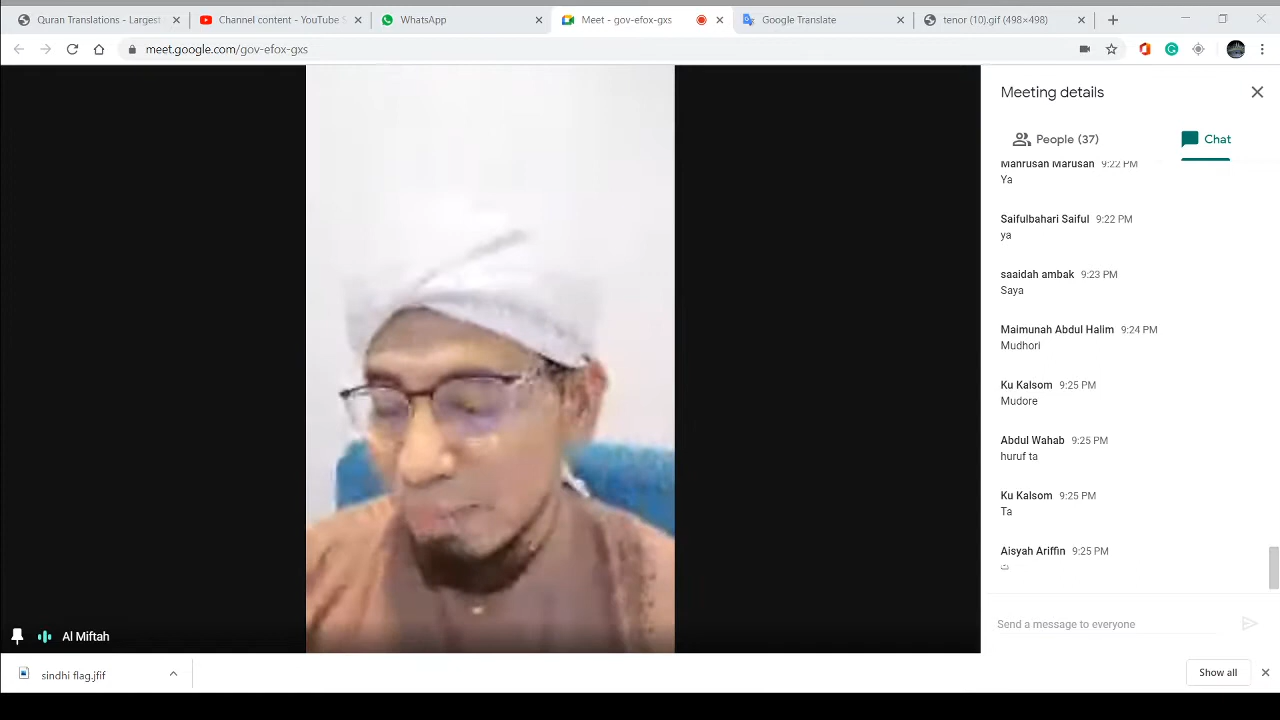 Quran Translations - Largest
Channel content - YouTube S
WhatsApp
Meet - gov-efox-gxs
Google Translate
tenor (10).gif (498×498)
meet.google.com/gov-efox-gxs
Meeting details
People (37)
Chat
Manrusan Marusan 9:22 PM
Ya
Saifulbahari Saiful 9:22 PM
ya
saaidah ambak 9:23 PM
Saya
Maimunah Abdul Halim 9:24 PM
Mudhori
Ku Kalsom 9:25 PM
Mudore
Abdul Wahab 9:25 PM
huruf ta
Ku Kalsom 9:25 PM
Ta
Aisyah Ariffin 9:25 PM
ت
Send a message to everyone
Al Miftah
sindhi flag.jfif
Show all